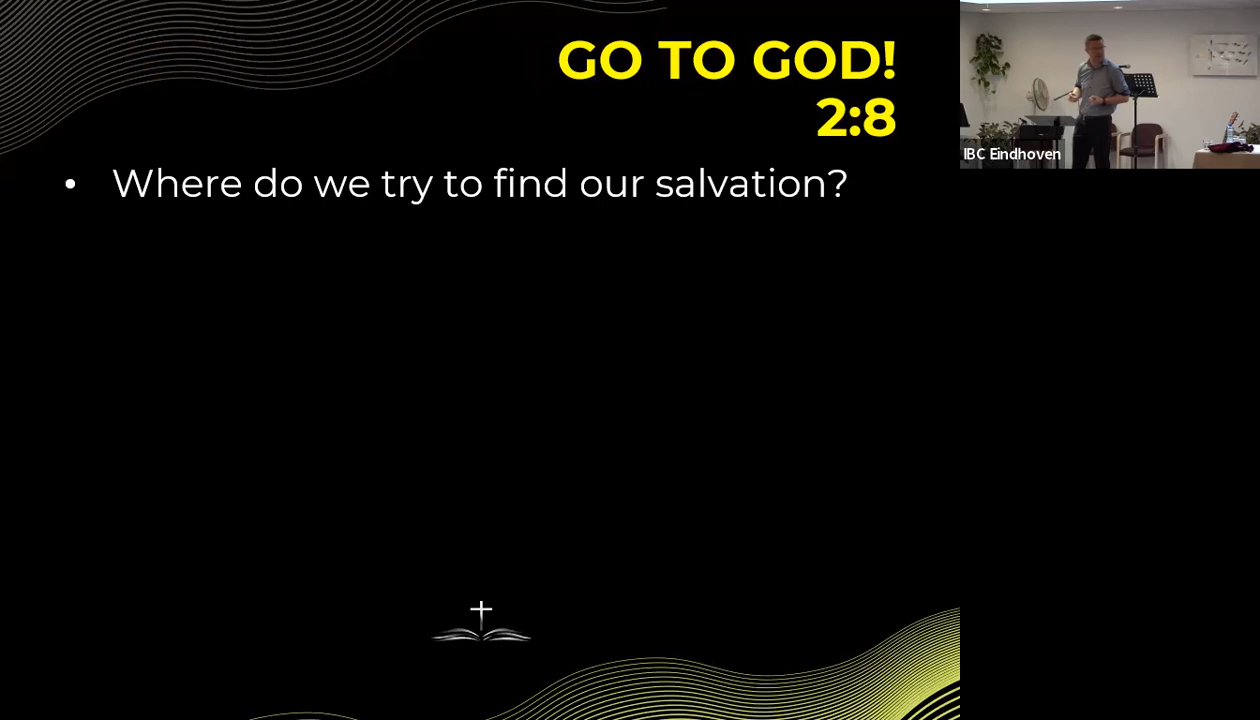 GO TO GOD!
2:8
• Where do we try to find our salvation?
IBC Eindhoven